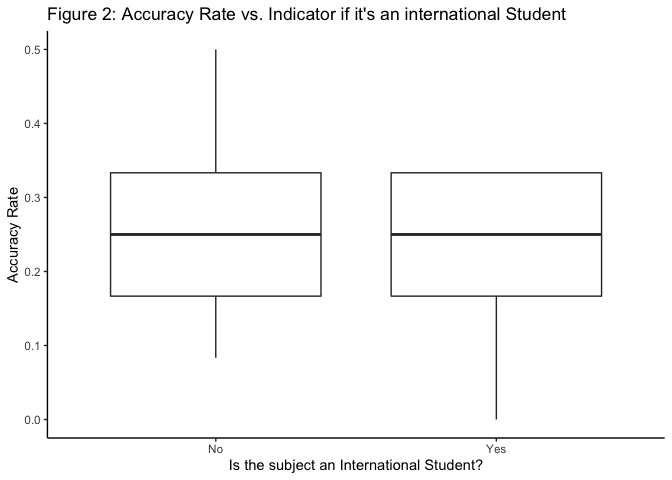 Figure 2: Accuracy Rate vs. Indicator if it's an international Student
Accuracy Rate
0.5
0.4
0.3
0.2
0.1
0.0
No Yes
Is the subject an International Student?